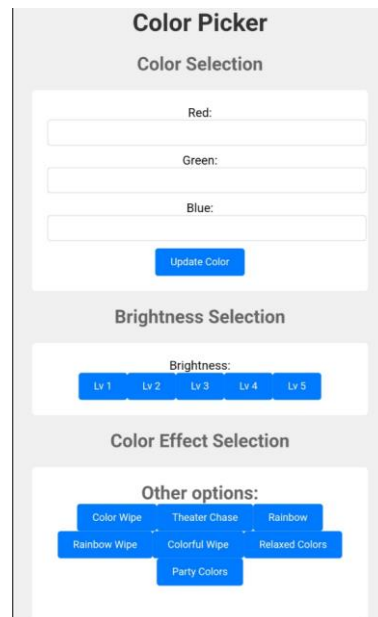 Color Picker
Color Selection
Red:
Green:
Blue:
Update Color
Brightness Selection
Brightness:
Lv 1 Lv 2 Lv 3 Lv 4 Lv 5
Color Effect Selection
Other options:
Color Wipe Theater Chase Rainbow
Rainbow Wipe Colorful Wipe Relaxed Colors
Party Colors